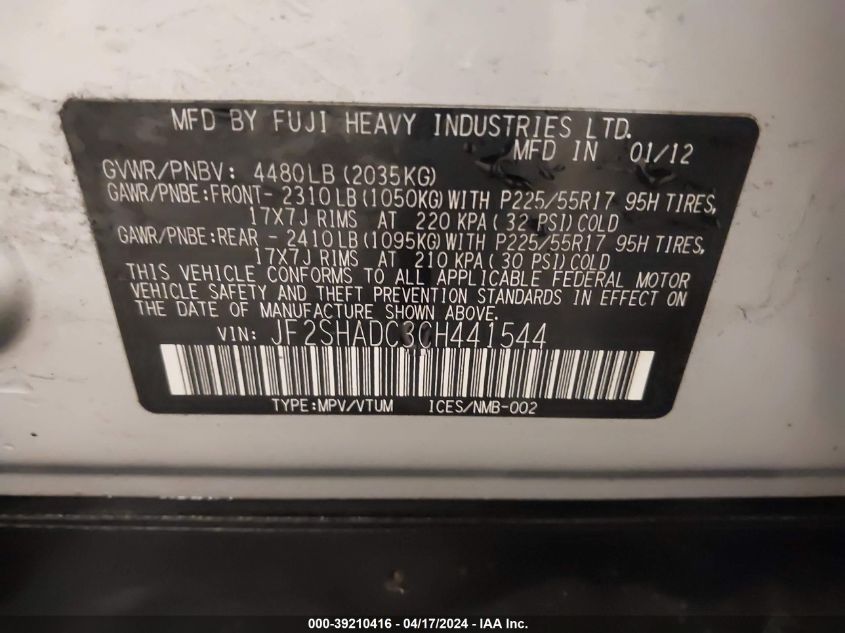 MFD BY FUJI HEAVY INDUSTRIES LTD.
MFD IN 01/12
GVWR/PNBV: 4480LB(2035KG)
GAWR/PNBE:FRONT- 2310LB(1050KG)WITH P225/55R17 95H TIRES,
17X7J RIMS AT 220 KPA(32 PSI)COLD
GAWR/PNBE:REAR - 2410LB(1095KG)WITH P225/55R17 95H TIRES,
17X7J RIMS AT 210 KPA(30 PSI)COLD
THIS VEHICLE CONFORMS TO ALL APPLICABLE FEDERAL MOTOR
VEHICLE SAFETY AND THEFT PREVENTION STANDARDS IN EFFECT ON
THE DATE OF MANUFACTURE SHOWN ABOVE.
VIN: JF2SHADC3CH441544
TYPE:MPV/VTUM ICES/NMB-002
000-39210416 - 04/17/2024 - IAA Inc.